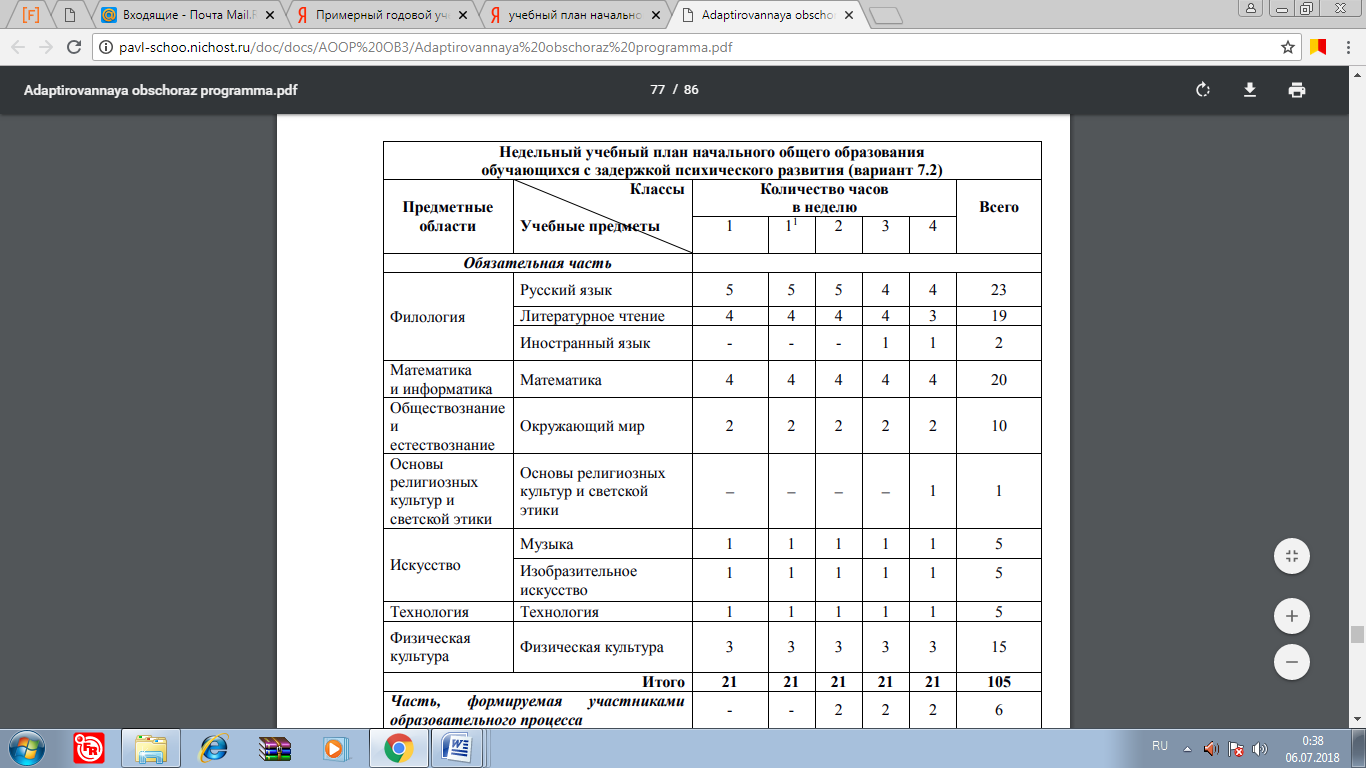 Входящие - Почта Mail.R
Примерный годовой уч
учебный план начально
Adaptirovannaya obschor
pavl-schoo.nichost.ru/doc/docs/AOOP%20OB3/Adaptirovannaya%20obschoraz%20programma.pdf
Adaptirovannaya obschoraz programma.pdf
77 / 86
Недельный учебный план начального общего образования
обучающихся с задержкой психического развития (вариант 7.2)
Предметные области
Классы
Учебные предметы
Количество часов в неделю
Всего
1 1¹ 2 3 4
Обязательная часть
Филология
Русский язык 5 5 5 4 4 23
Литературное чтение 4 4 4 4 3 19
Иностранный язык - - - 1 1 2
Математика и информатика
Математика 4 4 4 4 4 20
Обществознание и естествознание
Окружающий мир 2 2 2 2 2 10
Основы религиозных культур и светской этики
Основы религиозных культур и светской этики – – – – 1 1
Искусство
Музыка 1 1 1 1 1 5
Изобразительное искусство 1 1 1 1 1 5
Технология
Технология 1 1 1 1 1 5
Физическая культура
Физическая культура 3 3 3 3 3 15
Итого 21 21 21 21 21 105
Часть, формируемая участниками образовательного процесса - - 2 2 2 6
RU
0:38
06.07.2018